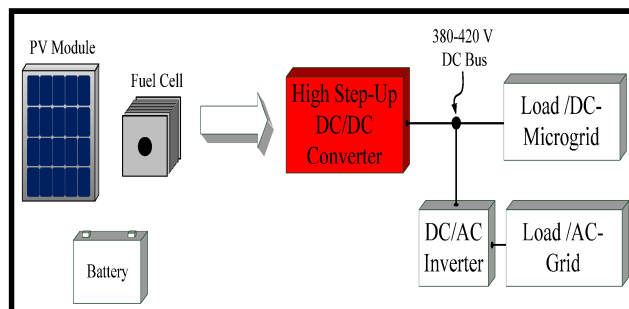 PV Module
Fuel Cell
Battery
High Step-Up
DC/DC
Converter
380-420 V
DC Bus
Load /DC-
Microgrid
DC/AC
Inverter
Load /AC-
Grid